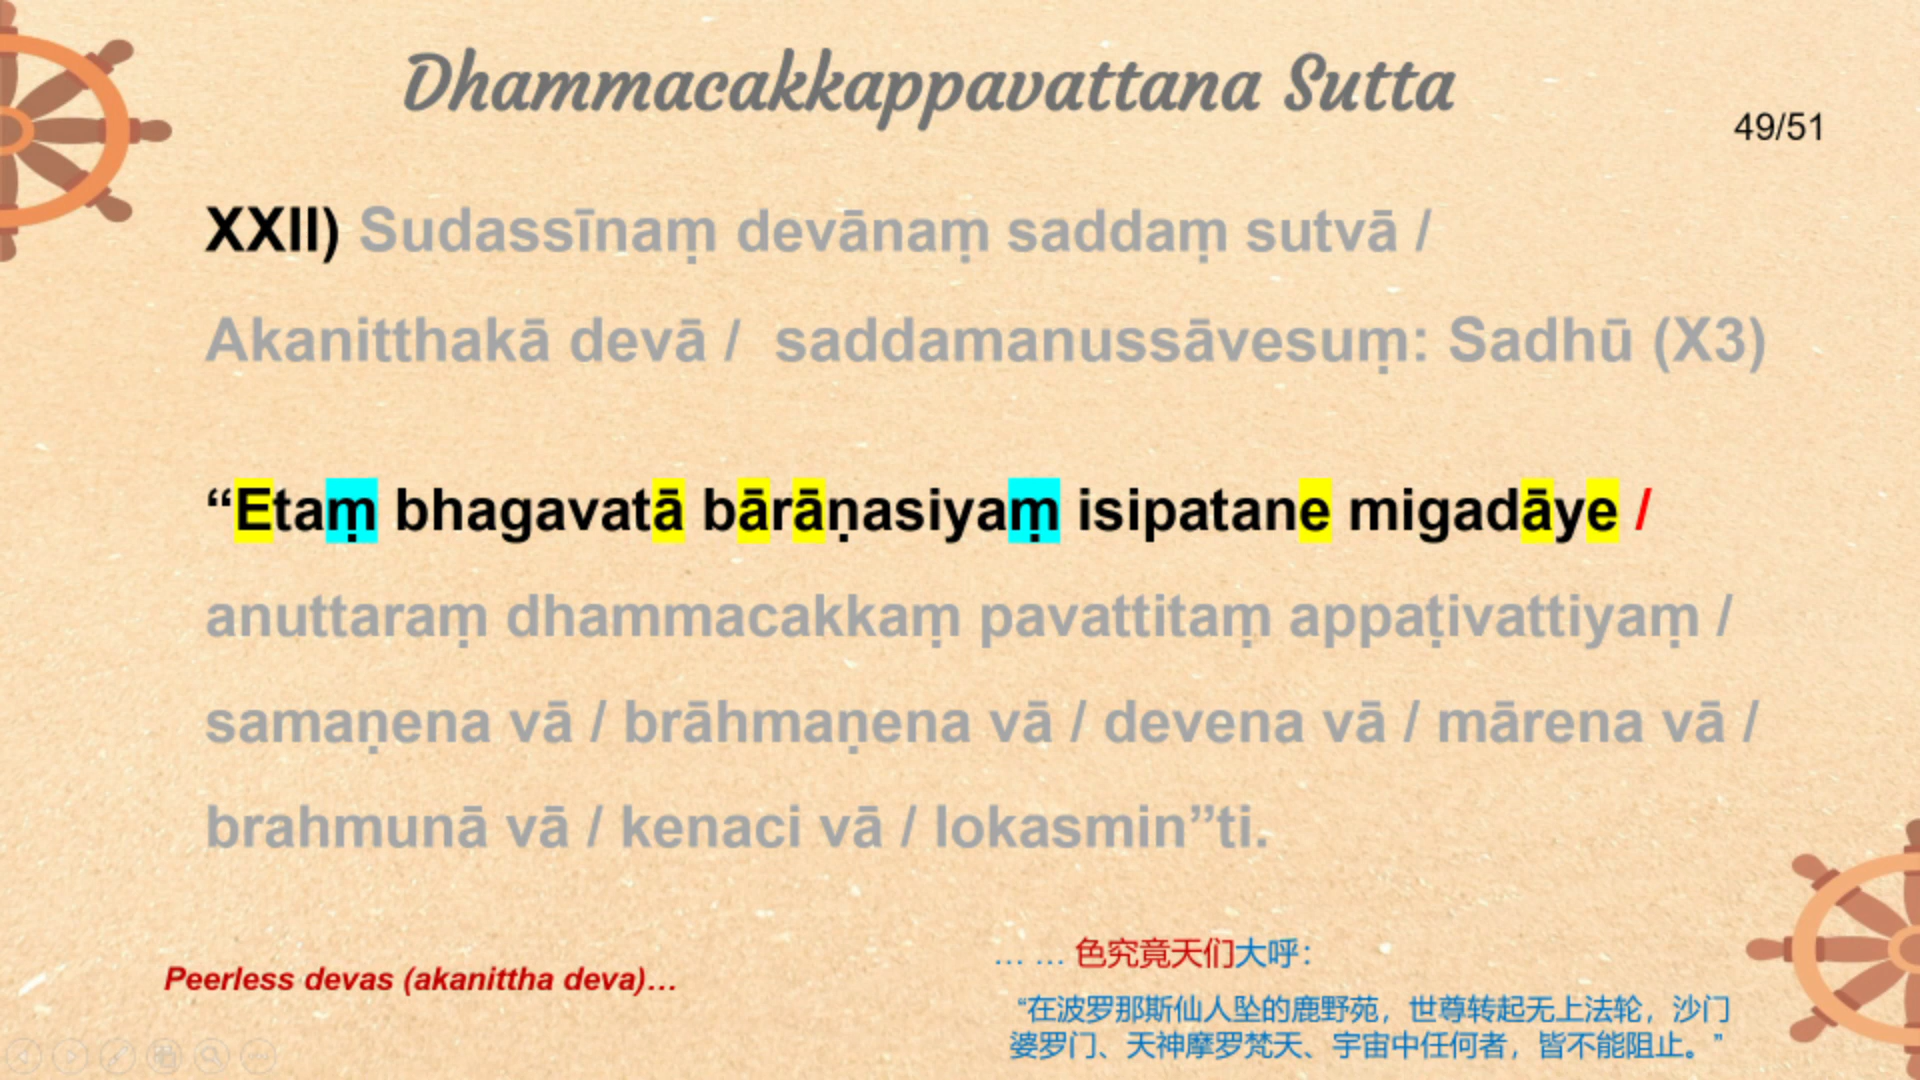 Dhammacakkappavattana Sutta
49/51
XXII) Sudassīnaṃ devānaṃ saddaṃ sutvā /
Akanitthakā devā / saddamanussāvesuṃ: Sadhū (X3)
“Etaṃ bhagavatā bārāṇasiyaṃ isipatane migadāye /
anuttaraṃ dhammacakkaṃ pavattitaṃ appaṭivattiyaṃ /
samaṇena vā / brāhmaṇena vā / devena vā / mārena vā /
brahmunā vā / kenaci vā / lokasmin”ti.
Peerless devas (akanittha deva)…
… … 色究竟天们大呼：
“在波罗那斯仙人坠的鹿野苑，世尊转起无上法轮，沙门
婆罗门、天神摩罗梵天、宇宙中任何者，皆不能阻止。”